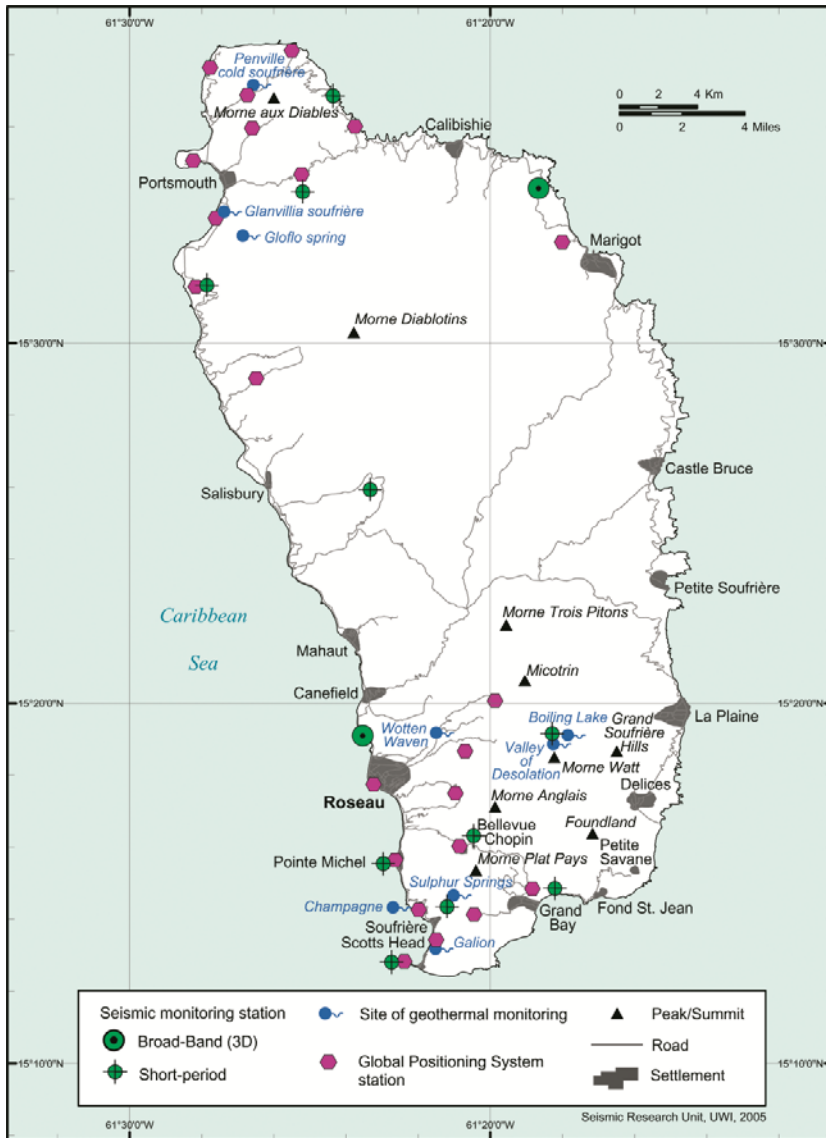 61°30'0"W 61°20'0"W
Penville
cold soufrière
Morne aux Diables
0 2 4 Km
0 2 4 Miles
Calibishie
Portsmouth
Glanvillia soufrière
Gloflo spring
Marigot
Morne Diablotins
15°30'0"N 15°30'0"N
Castle Bruce
Salisbury
Petite Soufrière
Caribbean
Sea
Morne Trois Pitons
Mahaut
Micotrin
Canefield
15°20'0"N 15°20'0"N
Wotten
Waven
Boiling Lake
Grand
Soufrière
Hills
La Plaine
Valley
of
Desolation
Morne Watt
Delices
Roseau
Morne Anglais
Bellevue
Chopin
Foundland
Petite
Savane
Pointe Michel
Morne Plat Pays
Sulphur Springs
Champagne
Grand
Bay
Fond St. Jean
Soufrière
Scotts Head
Galion
Seismic monitoring station
Broad-Band (3D)
Short-period
Site of geothermal monitoring
Global Positioning System
station
Peak/Summit
Road
Settlement
15°10'0"N 15°10'0"N
Seismic Research Unit, UWI, 2005
61°30'0"W 61°20'0"W